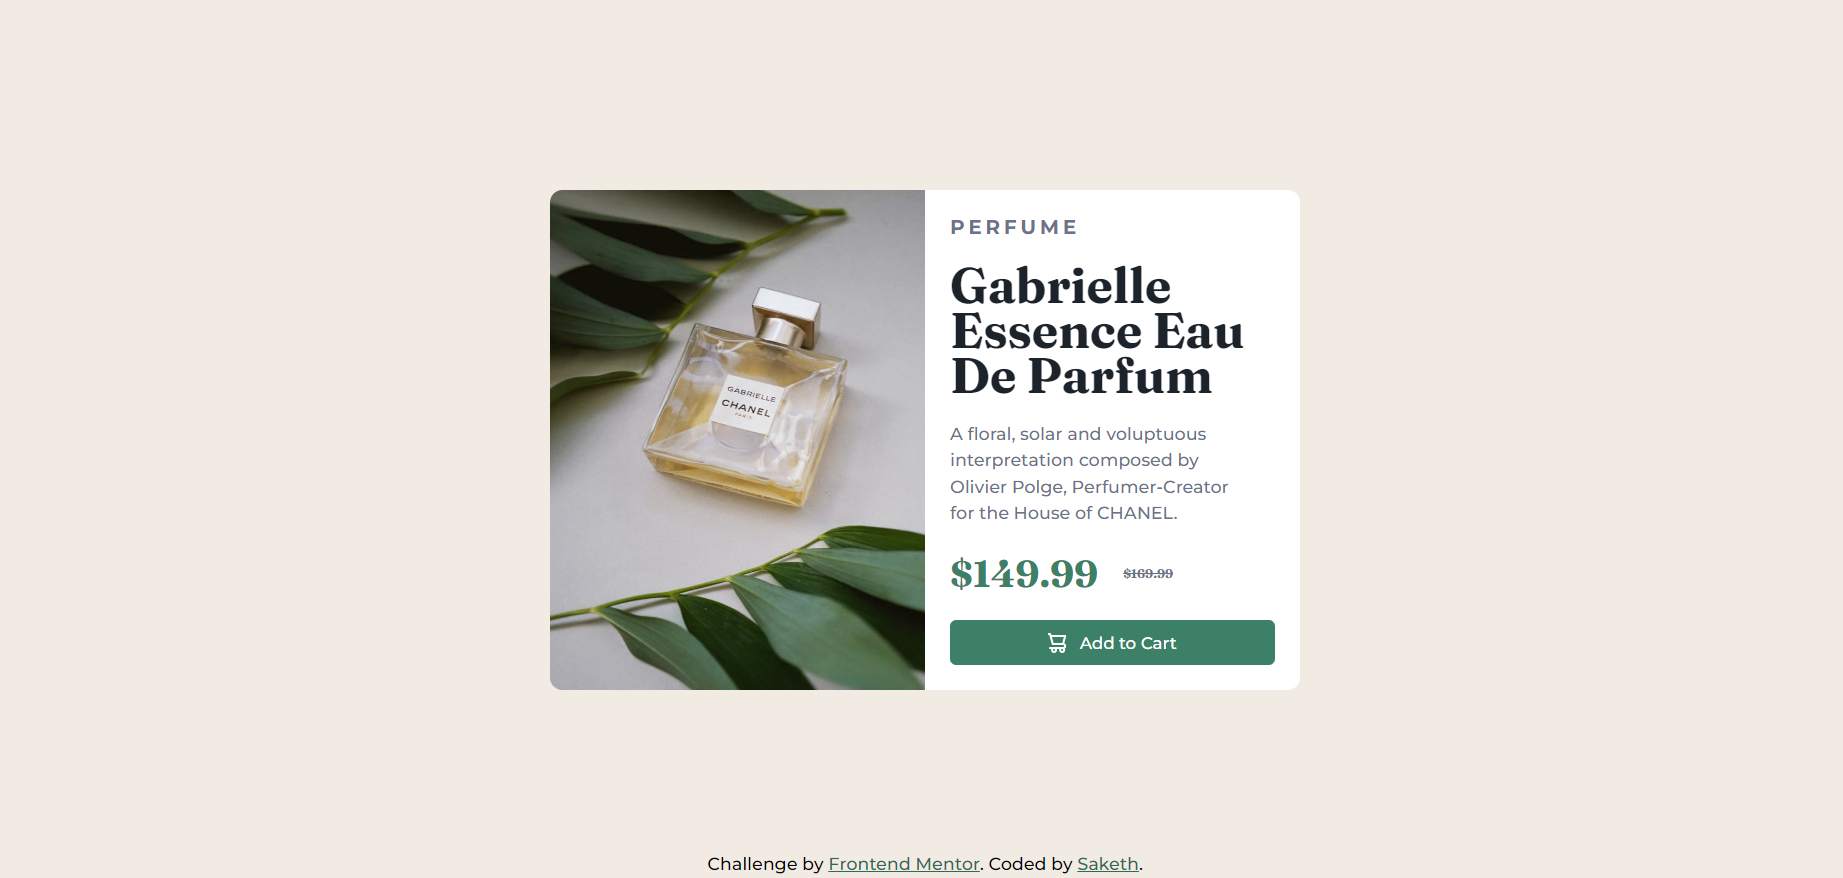 PERFUME
Gabrielle
Essence Eau
De Parfum
A floral, solar and voluptuous
interpretation composed by
Olivier Polge, Perfumer-Creator
for the House of CHANEL.
$149.99 $169.99
Add to Cart
GABRIELLE
CHANEL
PARIS
Challenge by Frontend Mentor. Coded by Saketh.